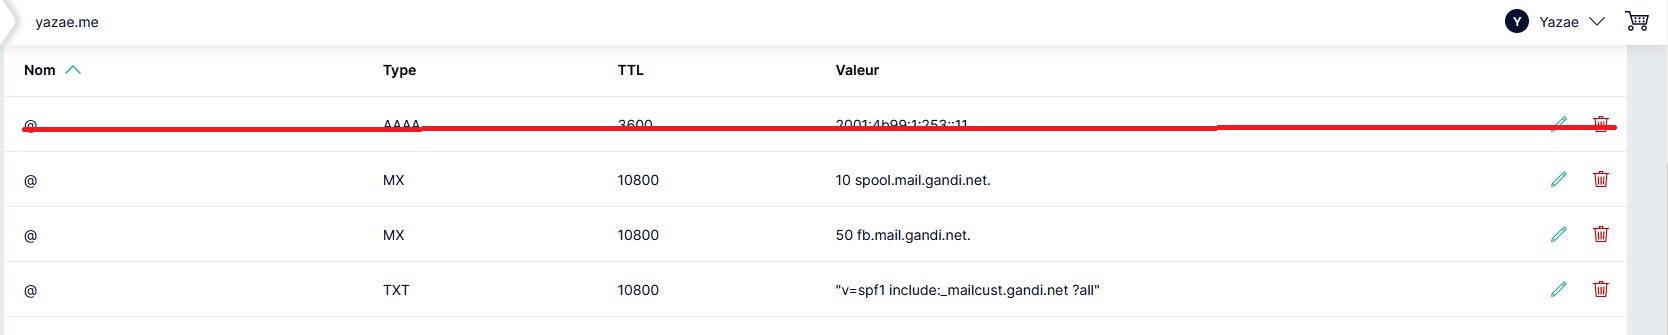 yazae.me
Y Yazae
Nom Type TTL Valeur
@ AAAA 3600 2001:4b99:1:253::11
@ MX 10800 10 spool.mail.gandi.net.
@ MX 10800 50 fb.mail.gandi.net.
@ TXT 10800 "v=spf1 include:_mailcust.gandi.net ?all"